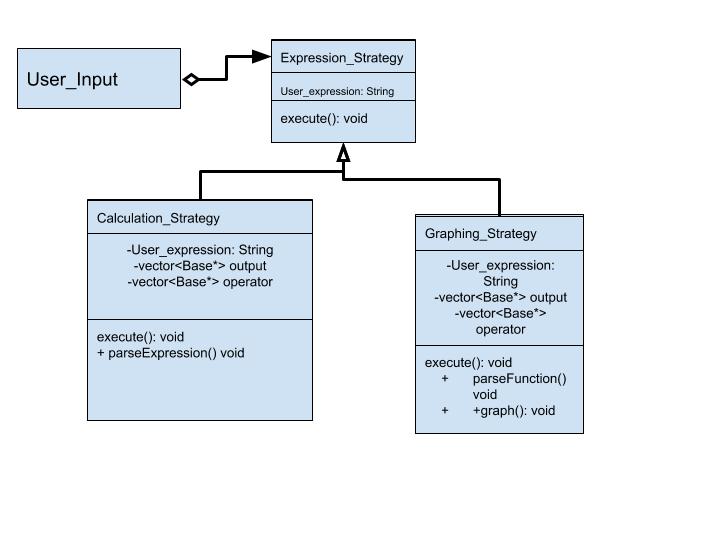 User_Input
Expression_Strategy
User_expression: String
execute(): void
Calculation_Strategy
-User_expression: String
-vector<Base*> output
-vector<Base*> operator
execute(): void
+ parseExpression() void
Graphing_Strategy
-User_expression:
String
-vector<Base*> output
-vector<Base*>
operator
execute(): void
+ parseFunction()
void
+ +graph(): void